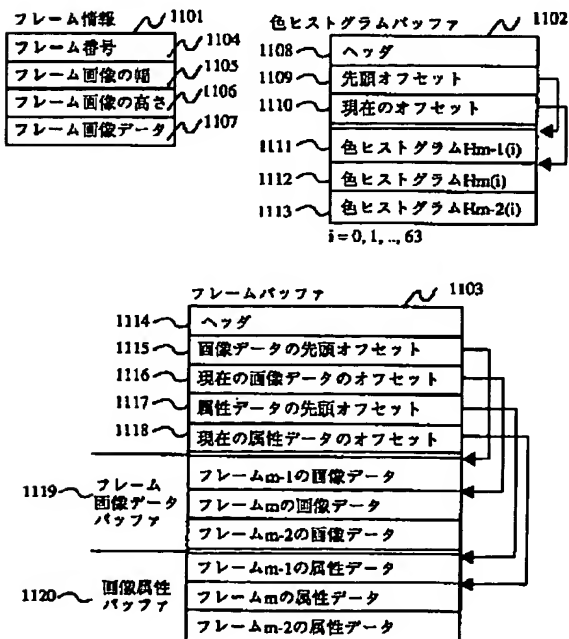 フレーム情報 1101
フレーム番号 1104
フレーム画像の幅 1105
フレーム画像の高さ 1106
フレーム画像データ 1107
色ヒストグラムバッファ 1102
1108 ヘッダ
1109 先頭オフセット
1110 現在のオフセット
1111 色ヒストグラムHm-1(i)
1112 色ヒストグラムHm(i)
1113 色ヒストグラムHm-2(i)
i = 0, 1, .., 63
フレームバッファ 1103
1114 ヘッダ
1115 画像データの先頭オフセット
1116 現在の画像データのオフセット
1117 属性データの先頭オフセット
1118 現在の属性データのオフセット
1119 フレーム
画像データ
バッファ
フレームm-1の画像データ
フレームmの画像データ
フレームm-2の画像データ
1120 画像属性
バッファ
フレームm-1の属性データ
フレームmの属性データ
フレームm-2の属性データ